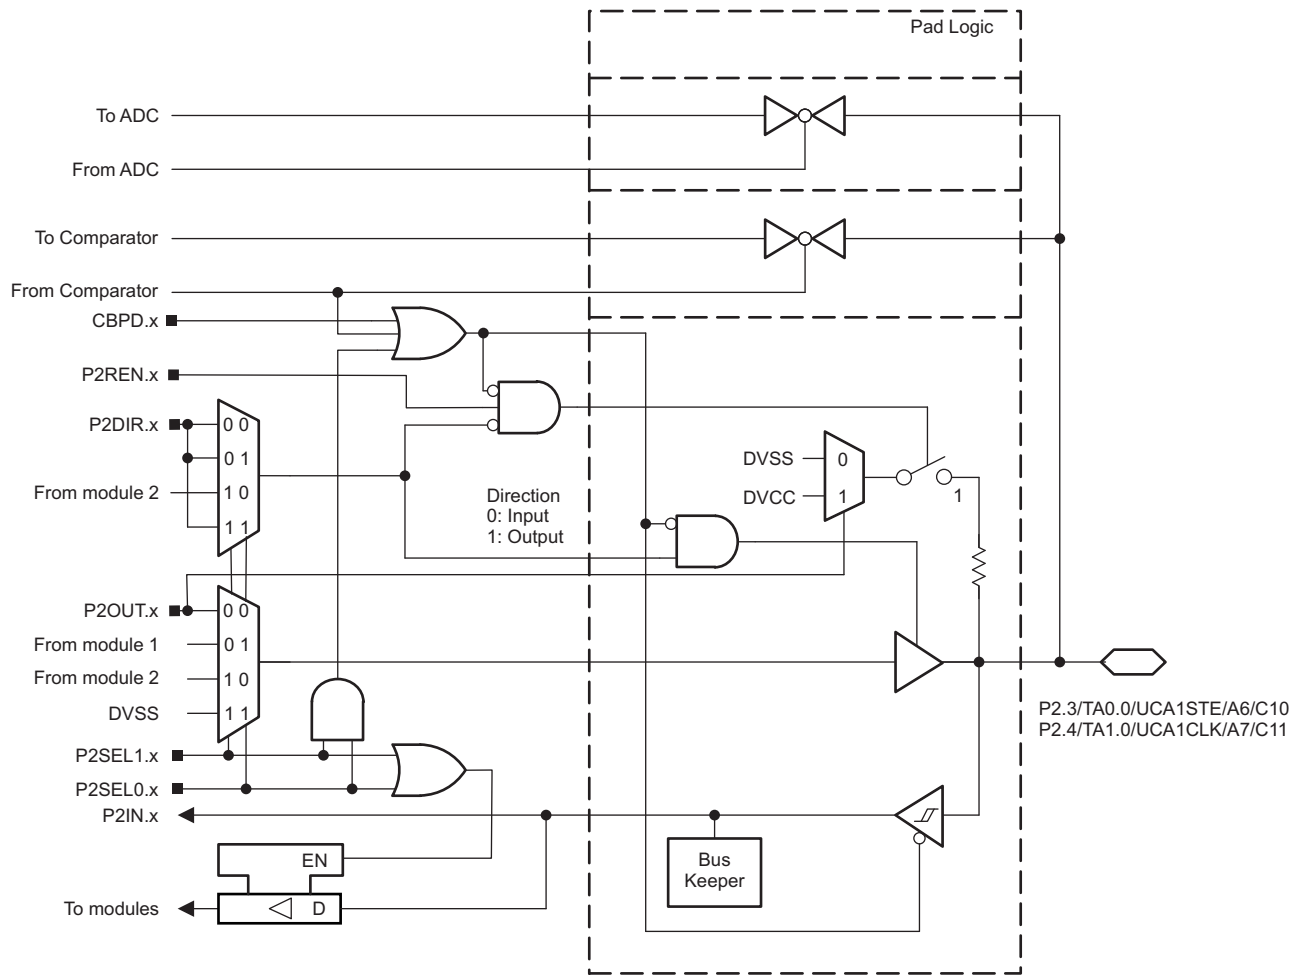 Pad Logic
To ADC
From ADC
To Comparator
From Comparator
CBPD.x
P2REN.x
P2DIR.x
0 0
0 1
From module 2
1 0
1 1
Direction
0: Input
1: Output
DVSS
0
DVCC
1
1
P2OUT.x
0 0
From module 1
0 1
From module 2
1 0
DVSS
1 1
P2SEL1.x
P2SEL0.x
P2IN.x
P2.3/TA0.0/UCA1STE/A6/C10
P2.4/TA1.0/UCA1CLK/A7/C11
Bus
Keeper
EN
To modules
D